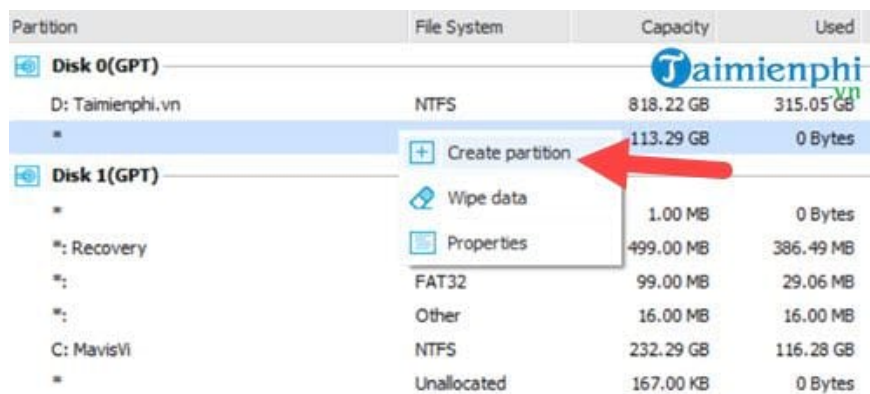 Partition File System Capacity Used
Disk 0(GPT)
Taimienphi
.vn
D: Taimienphi.vn NTFS 818.22 GB 315.05 GB
* 113.29 GB 0 Bytes
Create partition
Disk 1(GPT)
Wipe data
* 1.00 MB 0 Bytes
Properties
*: Recovery 499.00 MB 386.49 MB
*: FAT32 99.00 MB 29.06 MB
*: Other 16.00 MB 16.00 MB
C: MavisVi NTFS 232.29 GB 116.28 GB
* Unallocated 167.00 KB 0 Bytes